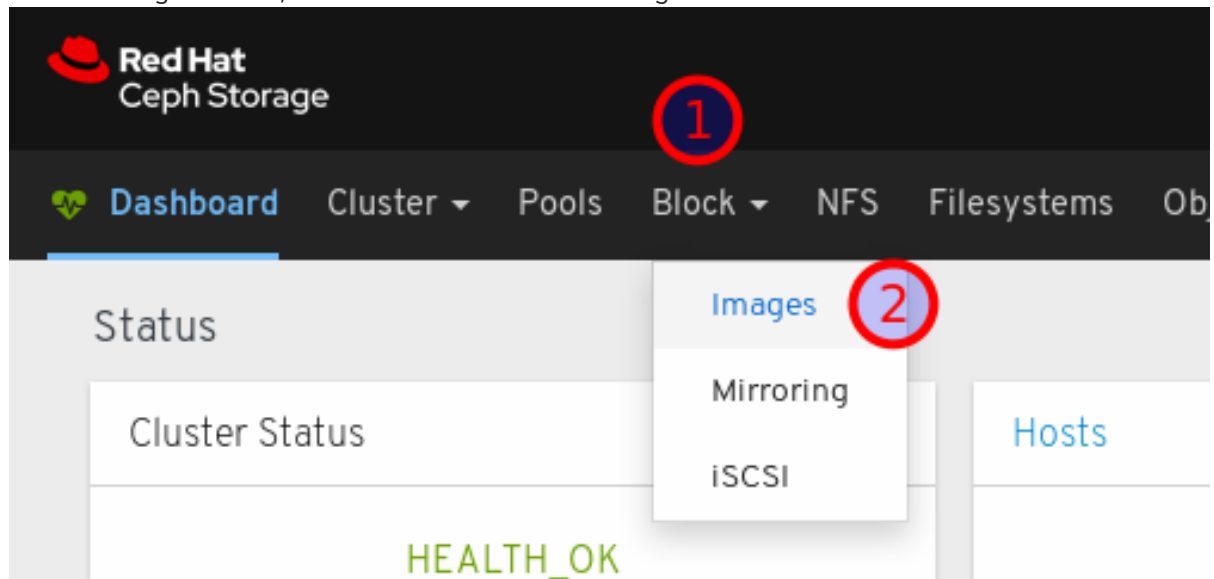 Red Hat
Ceph Storage
1
Dashboard Cluster Pools Block NFS Filesystems Ob
Images 2
Status
Mirroring
Cluster Status Hosts
iSCSI
HEALTH_OK